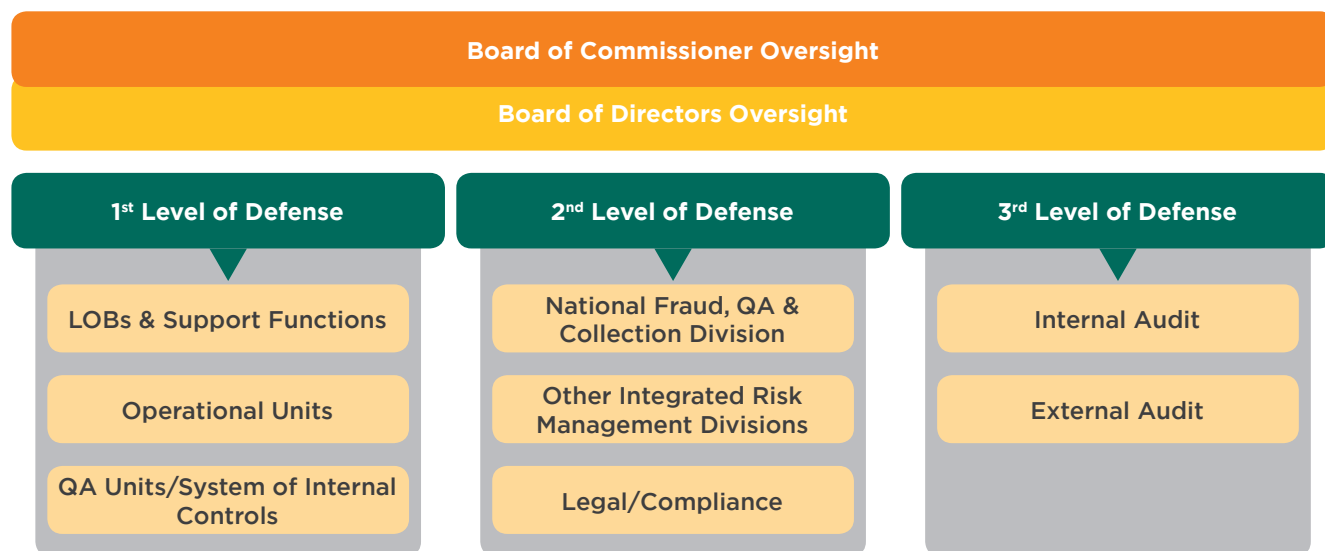 Board of Commissioner Oversight
Board of Directors Oversight
1st Level of Defense
LOBs & Support Functions
Operational Units
QA Units/System of Internal
Controls
2nd Level of Defense
National Fraud, QA &
Collection Division
Other Integrated Risk
Management Divisions
Legal/Compliance
3rd Level of Defense
Internal Audit
External Audit